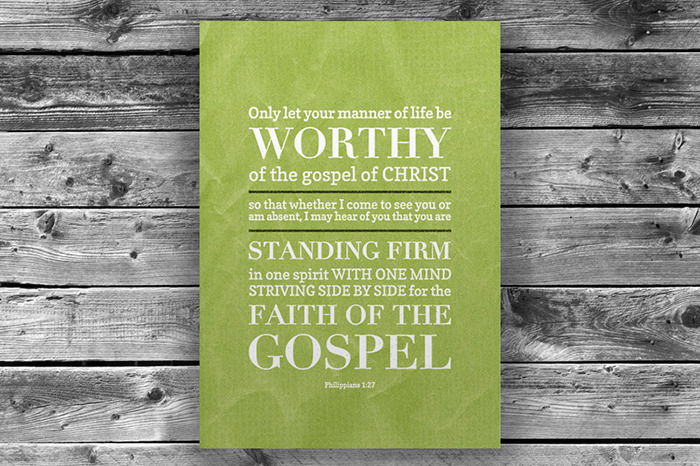 Only let your manner of life be
WORTHY
of the gospel of CHRIST
so that whether I come to see you or
am absent, I may hear of you that you are
STANDING FIRM
in one spirit WITH ONE MIND
STRIVING SIDE BY SIDE for the
FAITH OF THE
GOSPEL
Philippians 1:27